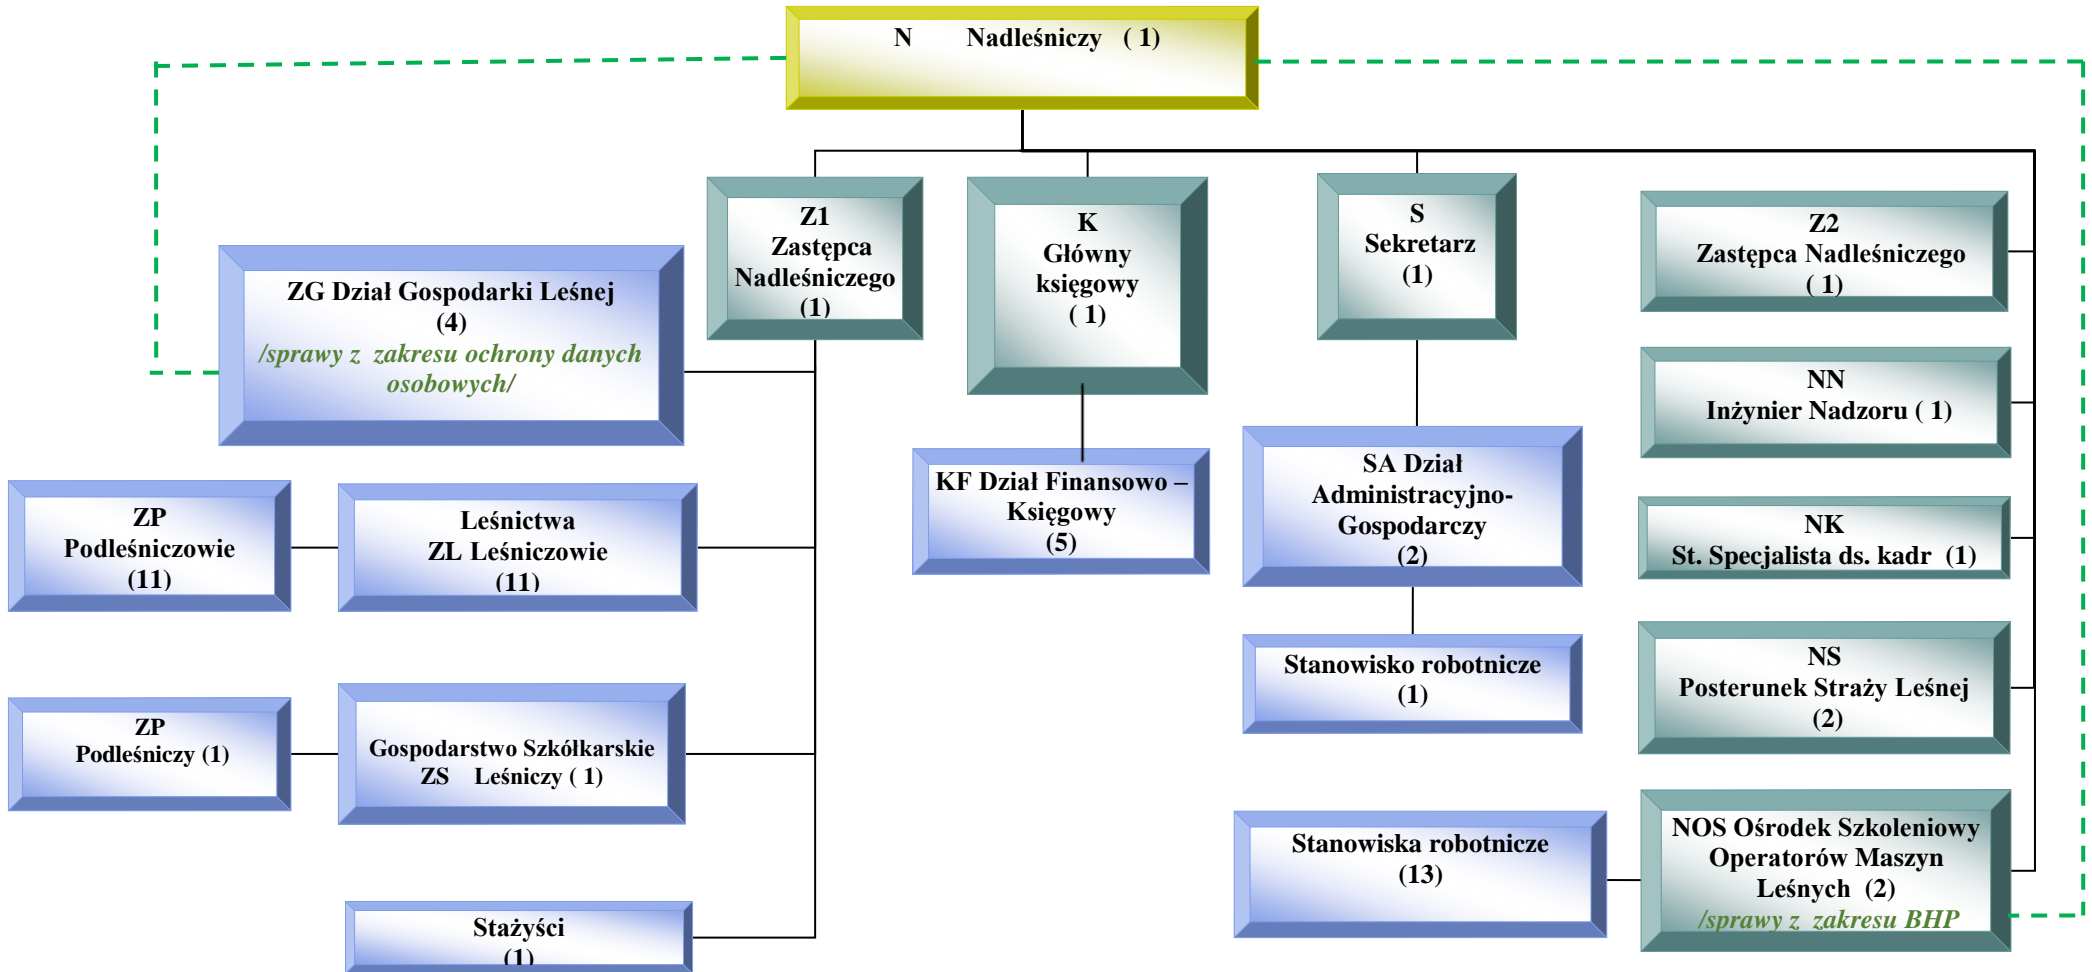 N Nadleśniczy ( 1)
Z1
Zastępca
Nadleśniczego
(1)
K
Główny
księgowy
( 1)
S
Sekretarz
(1)
Z2
Zastępca Nadleśniczego
( 1)
ZG Dział Gospodarki Leśnej
(4)
/sprawy z zakresu ochrony danych
osobowych/
NN
Inżynier Nadzoru ( 1)
KF Dział Finansowo –
Księgowy
(5)
SA Dział
Administracyjno-
Gospodarczy
(2)
ZP
Podleśniczowie
(11)
Leśnictwa
ZL Leśniczowie
(11)
NK
St. Specjalista ds. kadr (1)
Stanowisko robotnicze
(1)
NS
Posterunek Straży Leśnej
(2)
ZP
Podleśniczy (1)
Gospodarstwo Szkółkarskie
ZS Leśniczy ( 1)
Stanowiska robotnicze
(13)
NOS Ośrodek Szkoleniowy
Operatorów Maszyn
Leśnych (2)
/sprawy z zakresu BHP
Stażyści
(1)